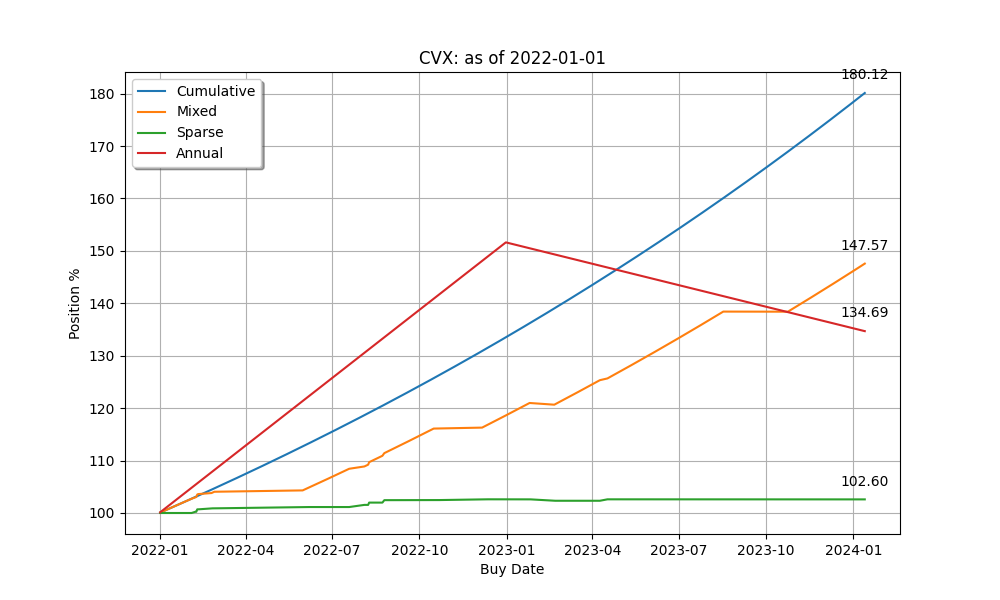 CVX: as of 2022-01-01
180.12
Cumulative
Mixed
Sparse
Annual
180
170
160
150
140
130
120
110
100
Position %
147.57
134.69
102.60
2022-01 2022-04 2022-07 2022-10 2023-01 2023-04 2023-07 2023-10 2024-01
Buy Date